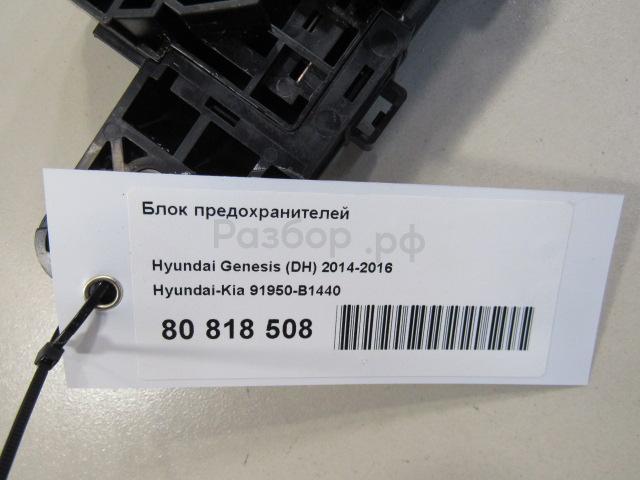 Блок предохранителей
Разбор.рф
Hyundai Genesis (DH) 2014-2016
Hyundai-Kia 91950-B1440
80 818 508